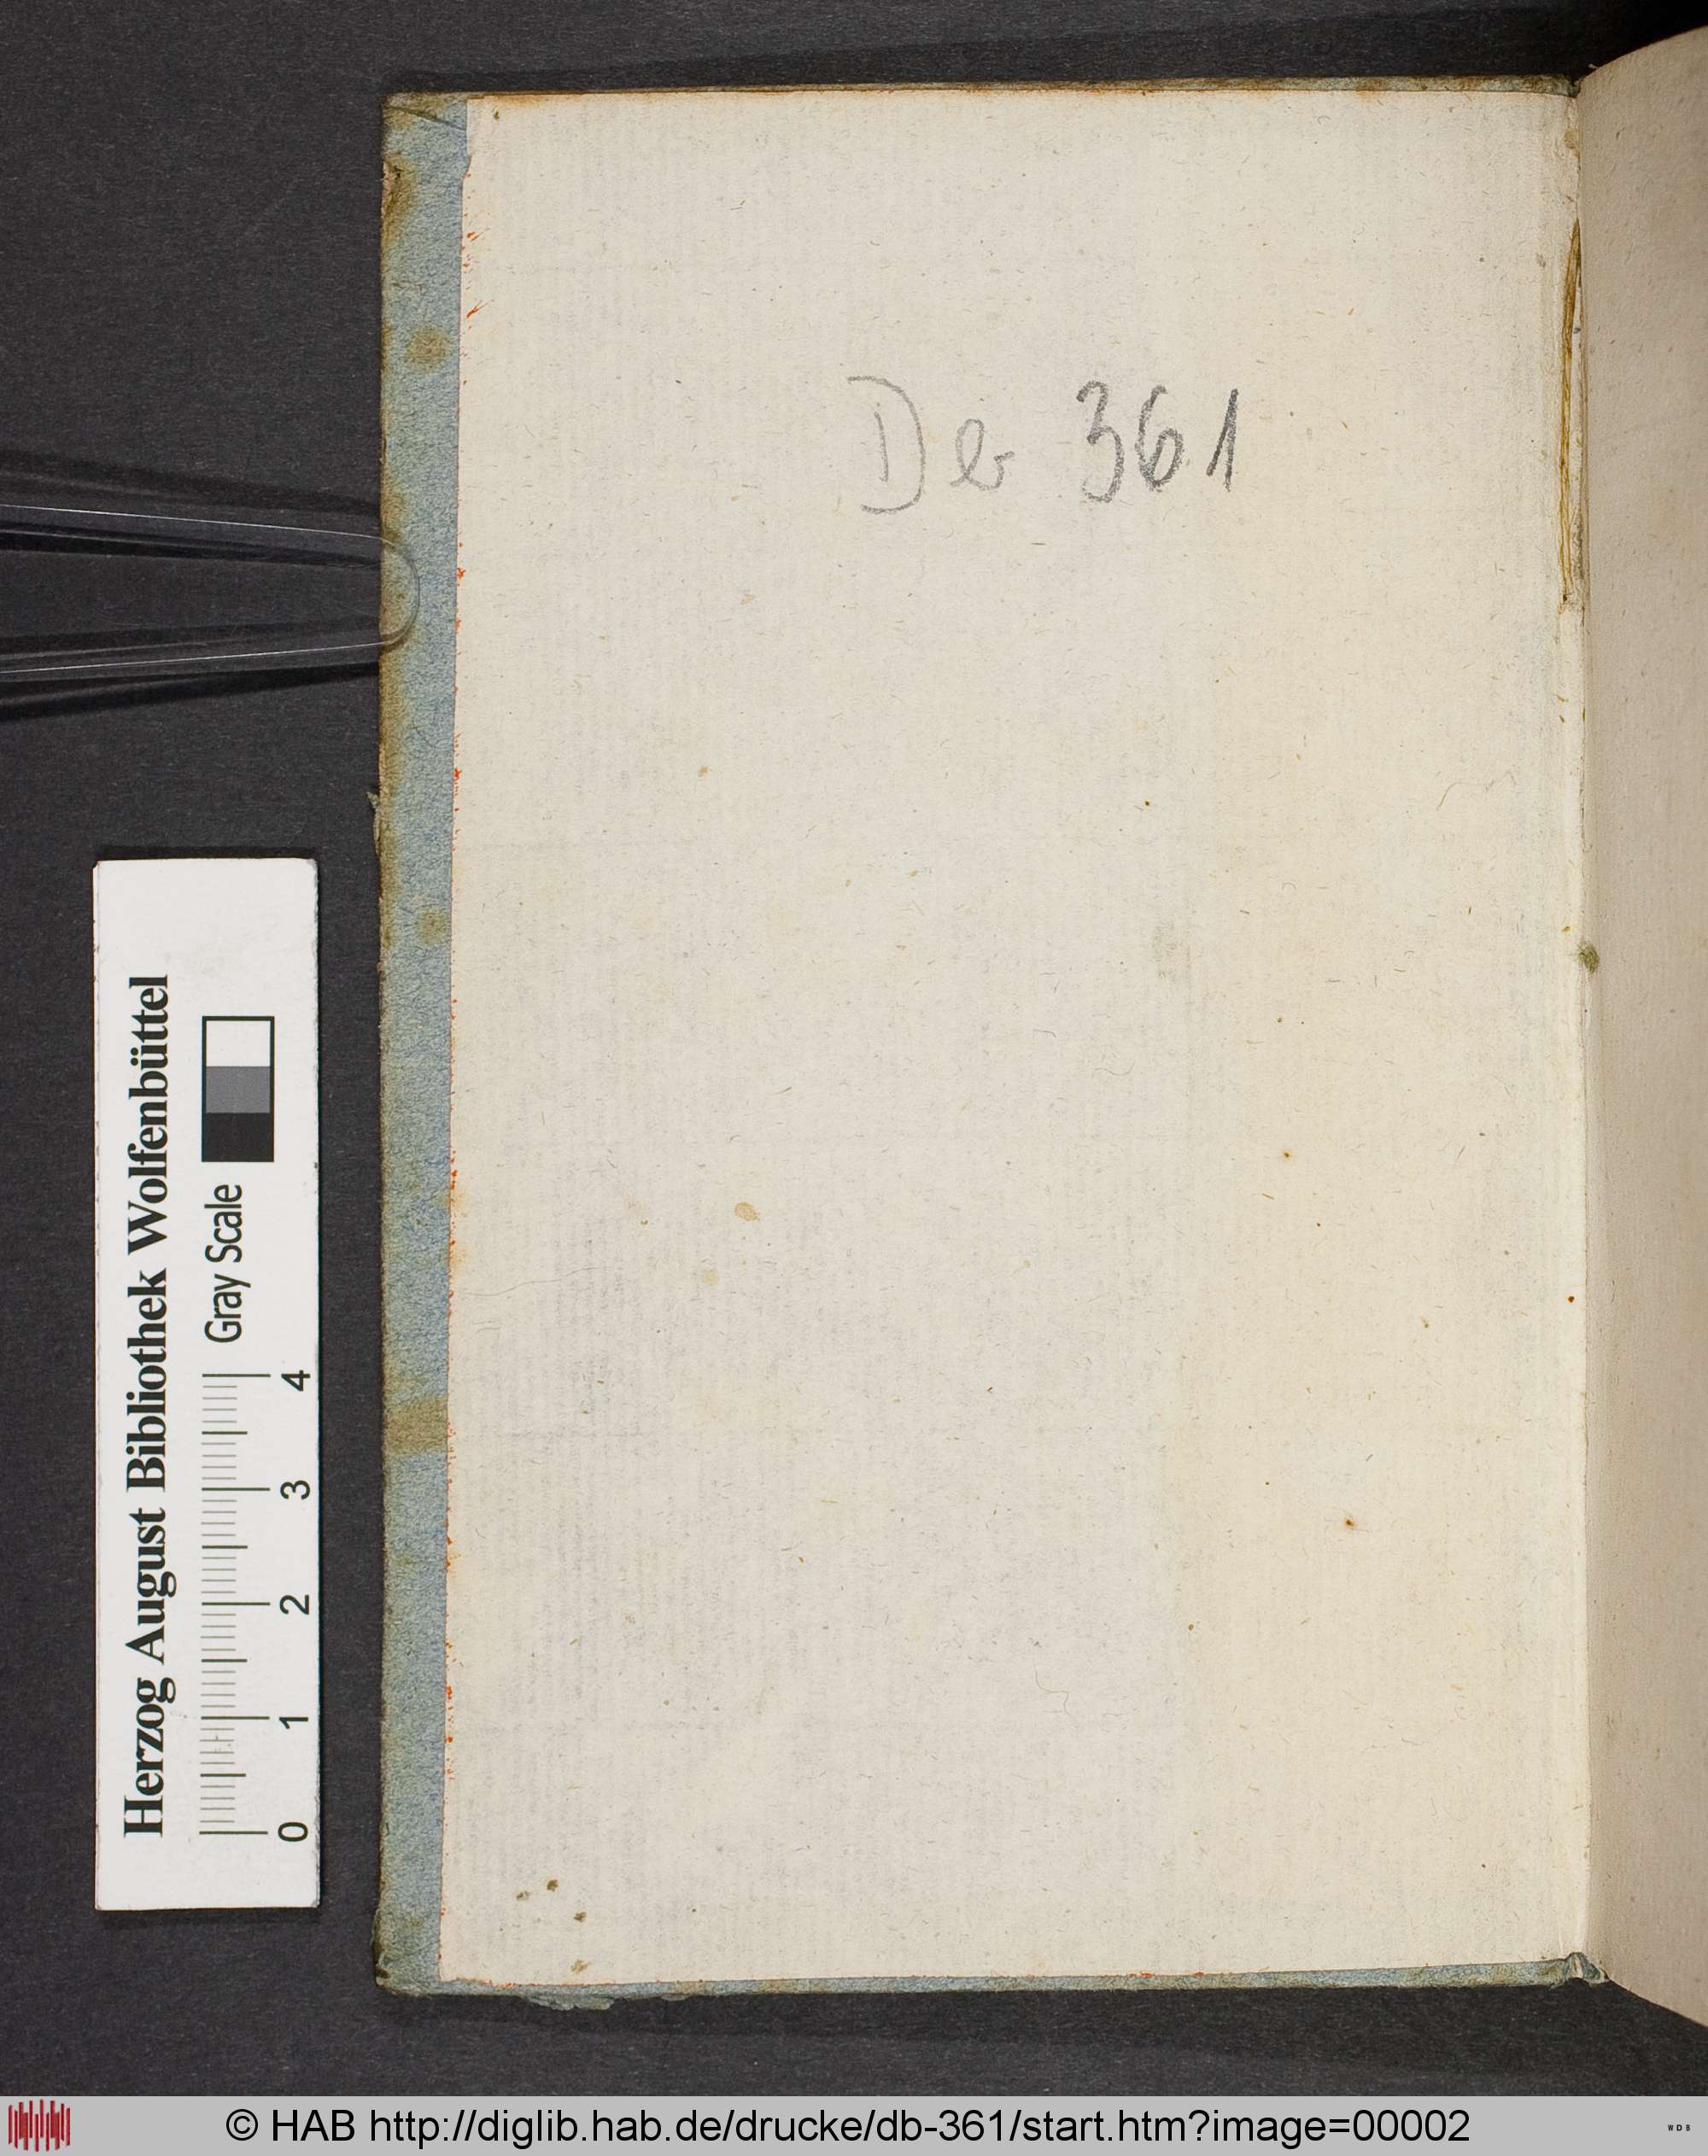 Db 361
Herzog August Bibliothek Wolfenbüttel
Gray Scale
0 1 2 3 4
© HAB http://diglib.hab.de/drucke/db-361/start.htm?image=00002
WDB